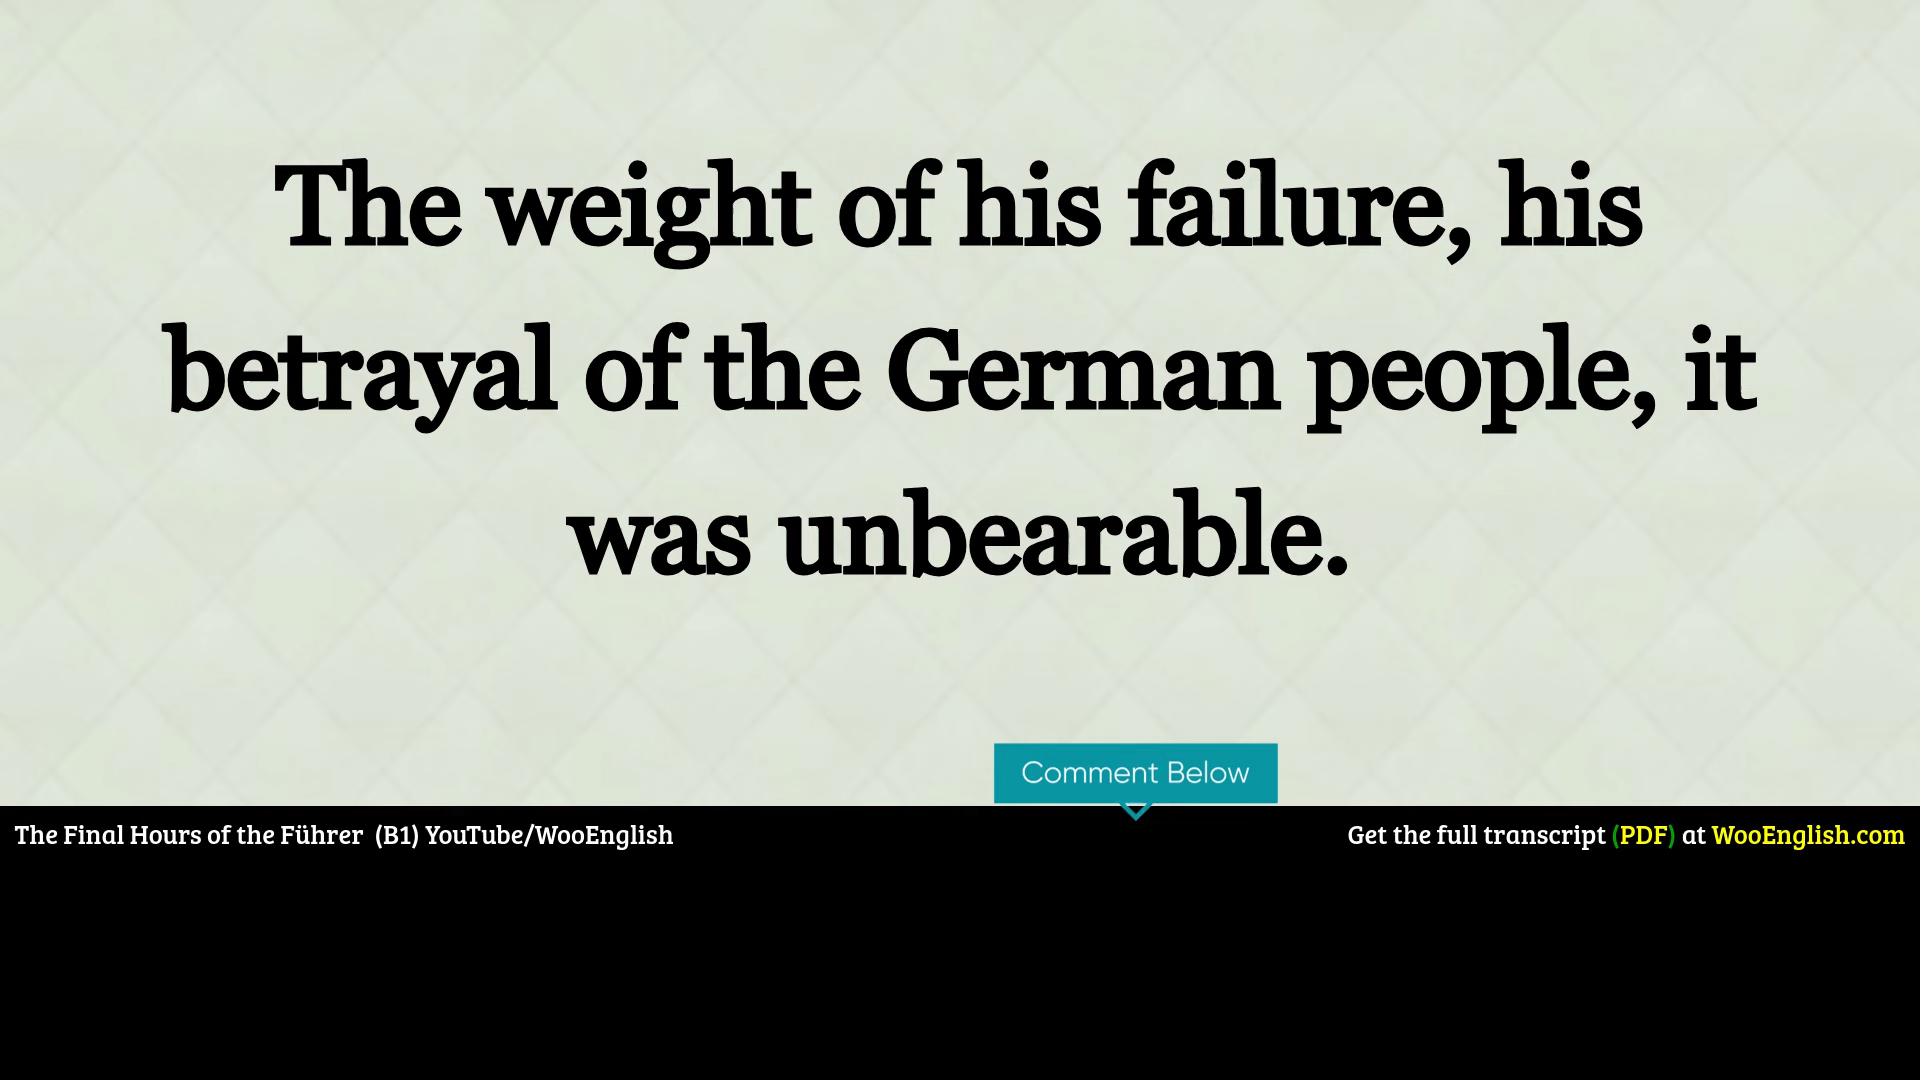 The weight of his failure, his
betrayal of the German people, it
was unbearable.
Comment Below
The Final Hours of the Führer (B1) YouTube/WooEnglish
Get the full transcript (PDF) at WooEnglish.com